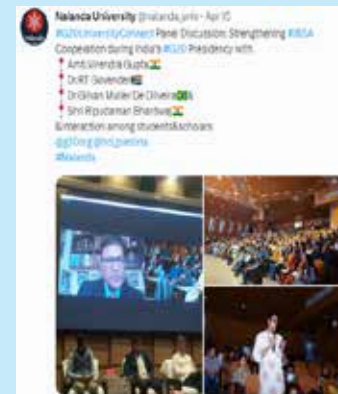 Nalanda University @nalanda_univ · Apr 15
#G20UniversityConnect Panel Discussion: Strengthening #IBSA
Cooperation during India's #G20 Presidency with
📍Amb.Virendra Gupta🇮🇳
📍Dr.RT Govender🇿🇦
📍Dr.Gilvan Muller De Oliveira🇧🇷&
📍Shri Ripudaman Bhardwaj🇮🇳
&interaction among students&scholars
@g20org
#Nalanda